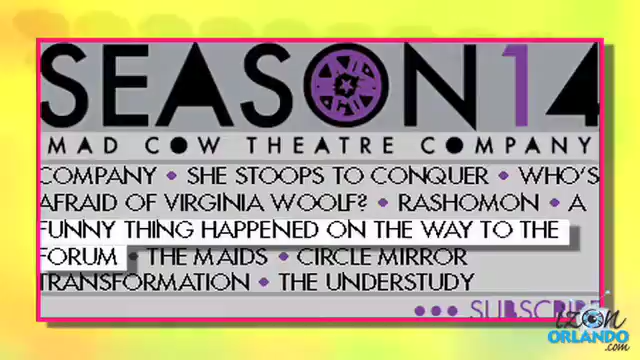 SEASON14
MAD COW THEATRE COMPANY
COMPANY • SHE STOOPS TO CONQUER • WHO'S
AFRAID OF VIRGINIA WOOLF? • RASHOMON • A
FUNNY THING HAPPENED ON THE WAY TO THE
FORUM • THE MAIDS • CIRCLE MIRROR
TRANSFORMATION • THE UNDERSTUDY
••• SUBSCRIBE
iZON
ORLANDO
.com